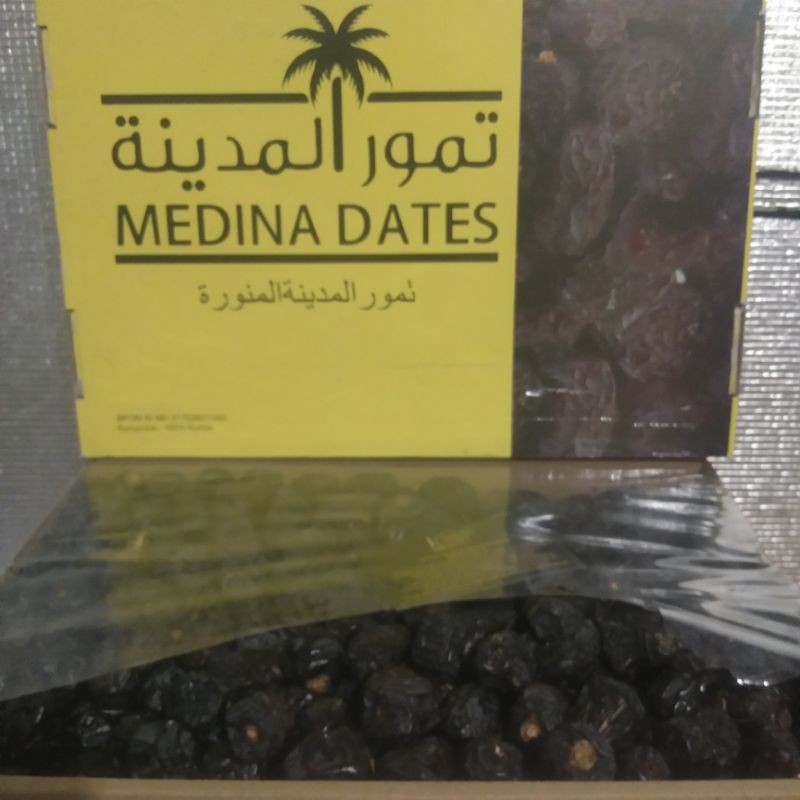 تمور المدينة
MEDINA DATES
تمور المدينة المنورة